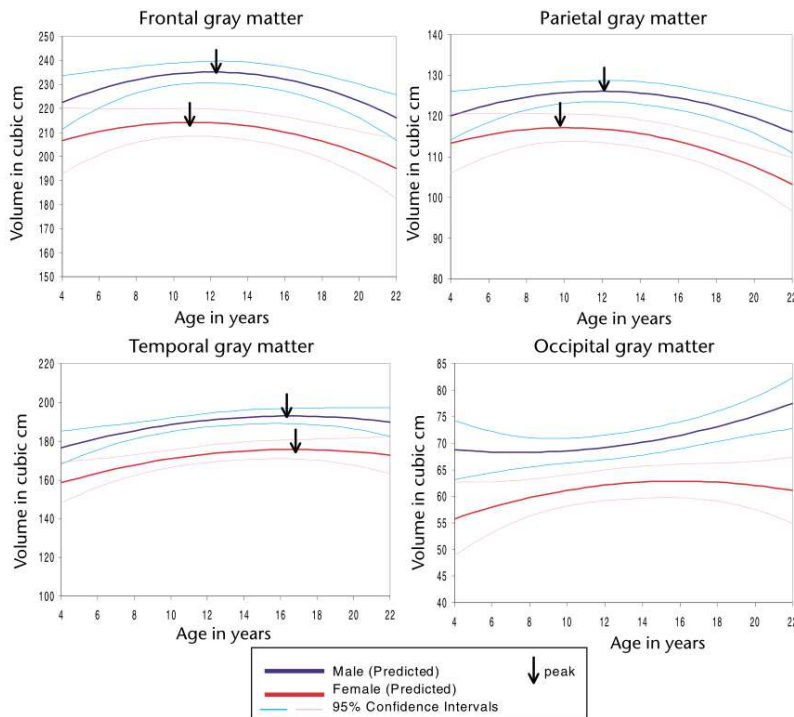 Frontal gray matter
Volume in cubic cm
250
240
230
220
210
200
190
180
170
160
150
4 6 8 10 12 14 16 18 20 22
Age in years
Parietal gray matter
Volume in cubic cm
140
130
120
110
100
90
80
4 6 8 10 12 14 16 18 20 22
Age in years
Temporal gray matter
Volume in cubic cm
220
200
180
160
140
120
100
4 6 8 10 12 14 16 18 20 22
Age in years
Occipital gray matter
Volume in cubic cm
85
80
75
70
65
60
55
50
45
40
4 6 8 10 12 14 16 18 20 22
Age in years
Male (Predicted)
peak
Female (Predicted)
95% Confidence Intervals